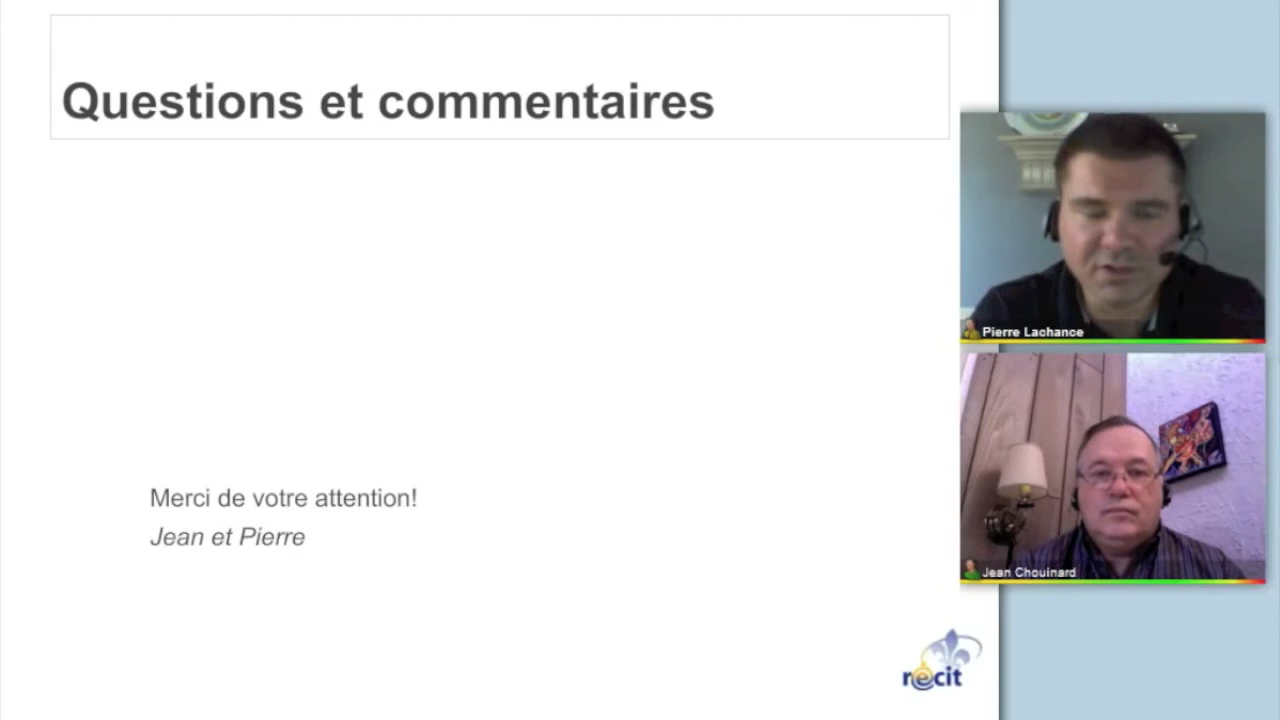 Questions et commentaires
Pierre Lachance
Jean Chouinard
Merci de votre attention!
Jean et Pierre
récit